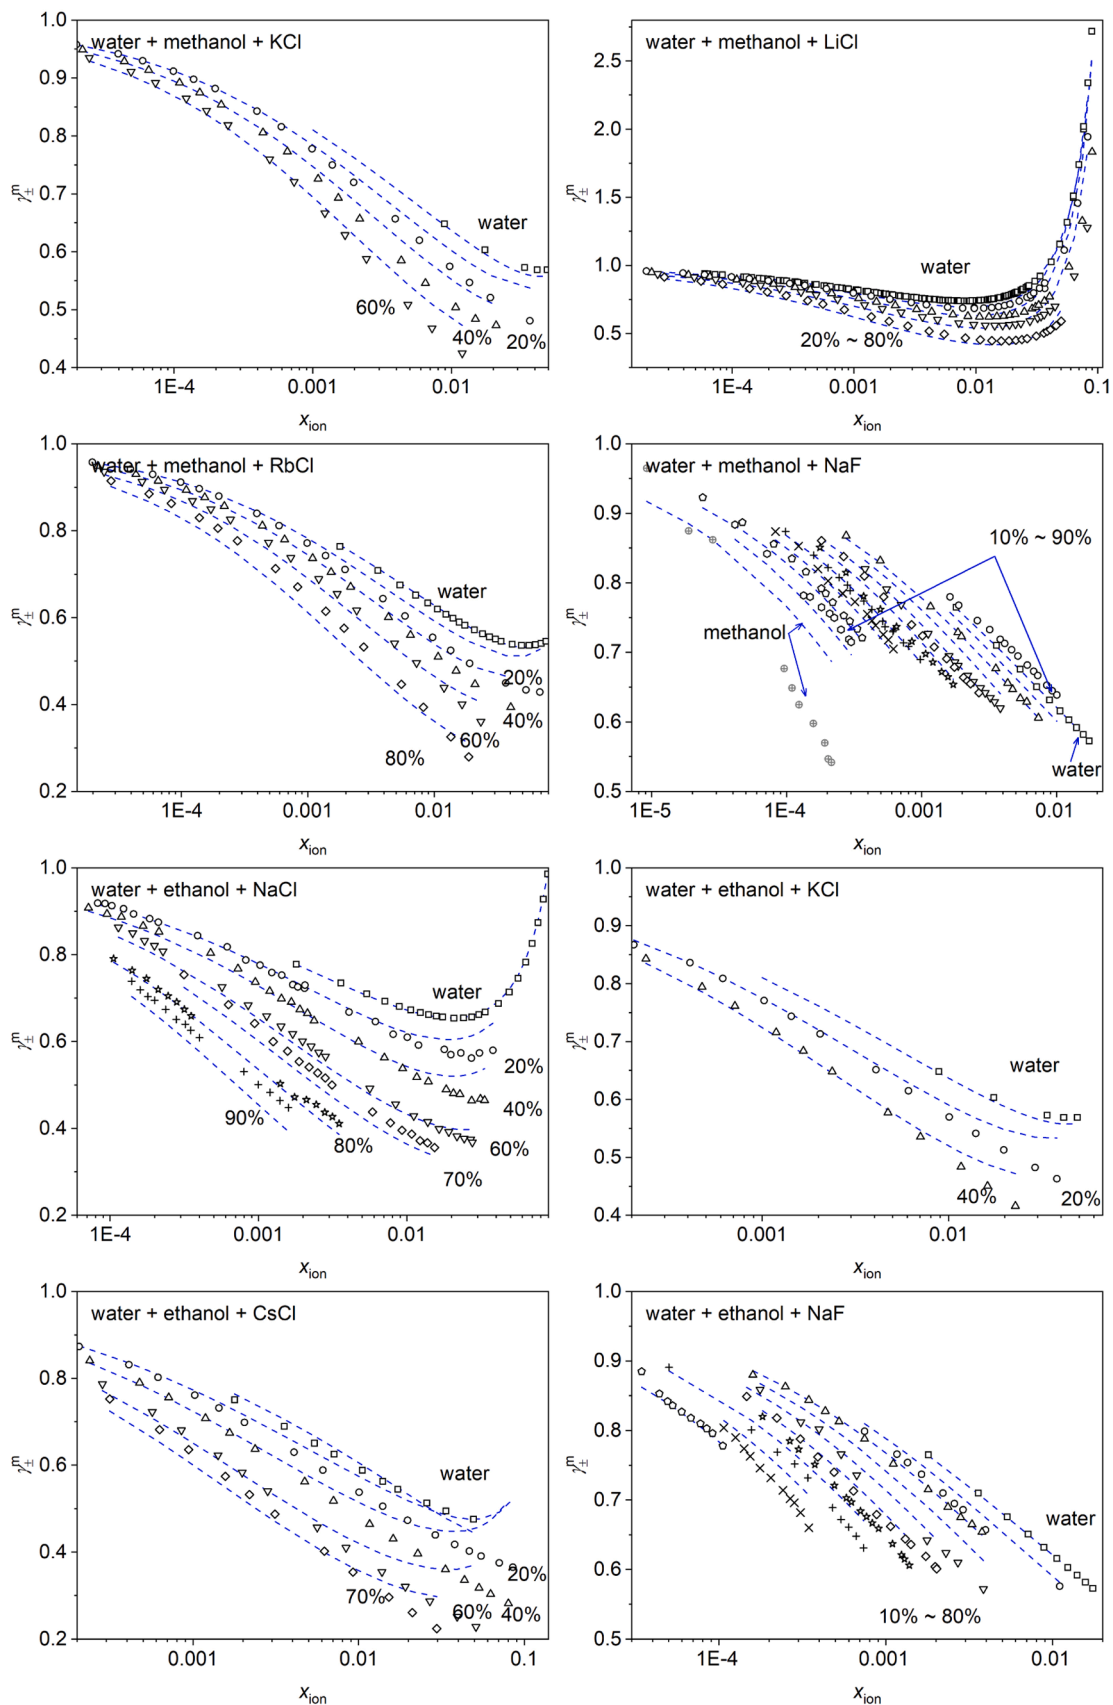 water + methanol + KCl
1.0
0.9
0.8
0.7
0.6
0.5
0.4
γ±ᵐ
water
60%
40%
20%
1E-4
0.001
0.01
xion
water + methanol + LiCl
2.5
2.0
1.5
1.0
0.5
γ±ᵐ
water
20% ~ 80%
1E-4
0.001
0.01
0.1
xion
water + methanol + RbCl
1.0
0.8
0.6
0.4
0.2
γ±ᵐ
water
20%
40%
60%
80%
1E-4
0.001
0.01
xion
water + methanol + NaF
1.0
0.9
0.8
0.7
0.6
0.5
γ±ᵐ
10% ~ 90%
methanol
water
1E-5
1E-4
0.001
0.01
xion
water + ethanol + NaCl
1.0
0.8
0.6
0.4
0.2
γ±ᵐ
water
20%
40%
60%
70%
80%
90%
1E-4
0.001
0.01
xion
water + ethanol + KCl
1.0
0.9
0.8
0.7
0.6
0.5
0.4
γ±ᵐ
water
40%
20%
0.001
0.01
xion
water + ethanol + CsCl
1.0
0.8
0.6
0.4
0.2
γ±ᵐ
water
20%
70%
60%
40%
0.001
0.01
0.1
xion
water + ethanol + NaF
1.0
0.9
0.8
0.7
0.6
0.5
γ±ᵐ
water
10% ~ 80%
1E-4
0.001
0.01
xion